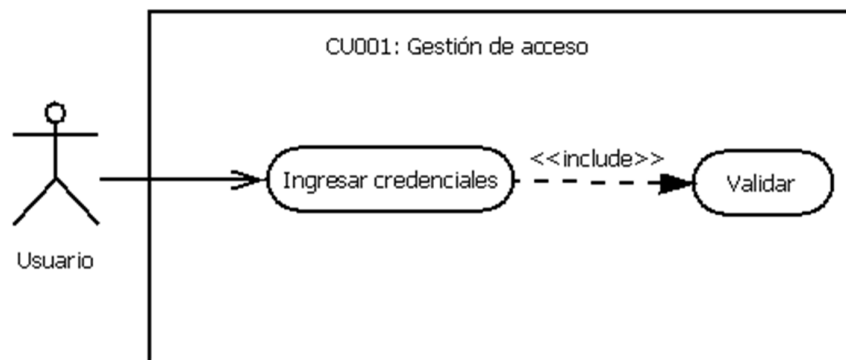 CU001: Gestión de acceso
<<include>>
Ingresar credenciales
Validar
Usuario